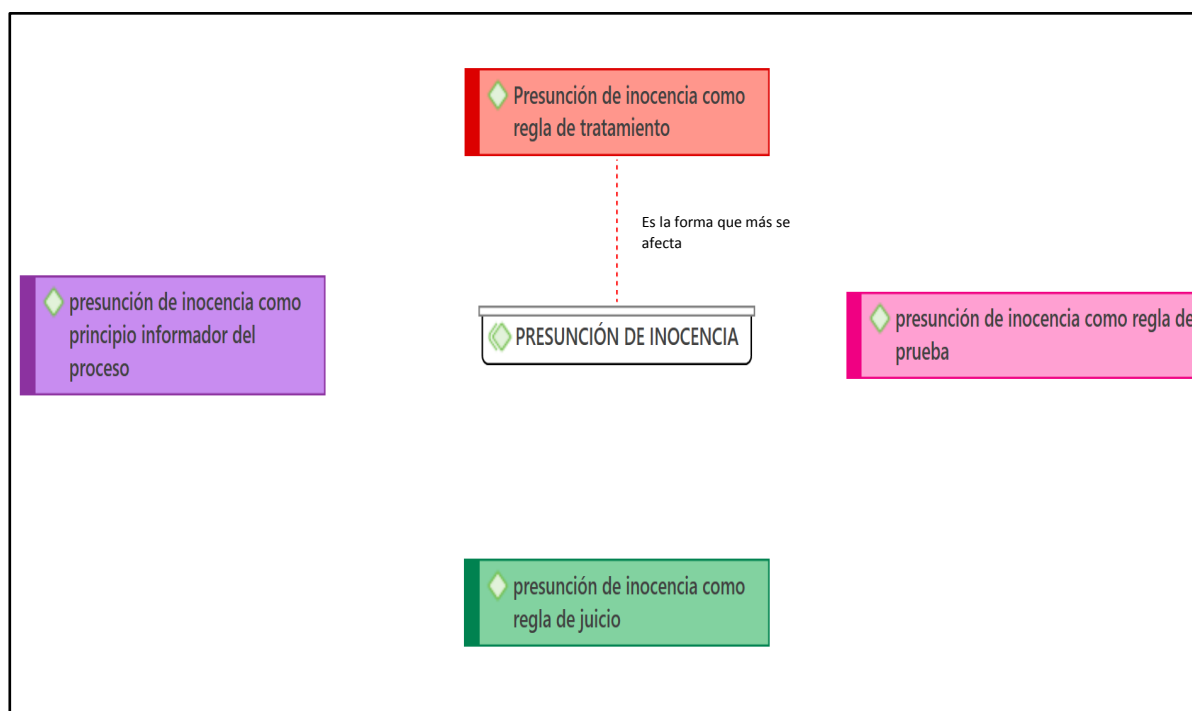 Presunción de inocencia como
regla de tratamiento
Es la forma que más se
afecta
presunción de inocencia como
principio informador del
proceso
PRESUNCIÓN DE INOCENCIA
presunción de inocencia como regla de
prueba
presunción de inocencia como
regla de juicio